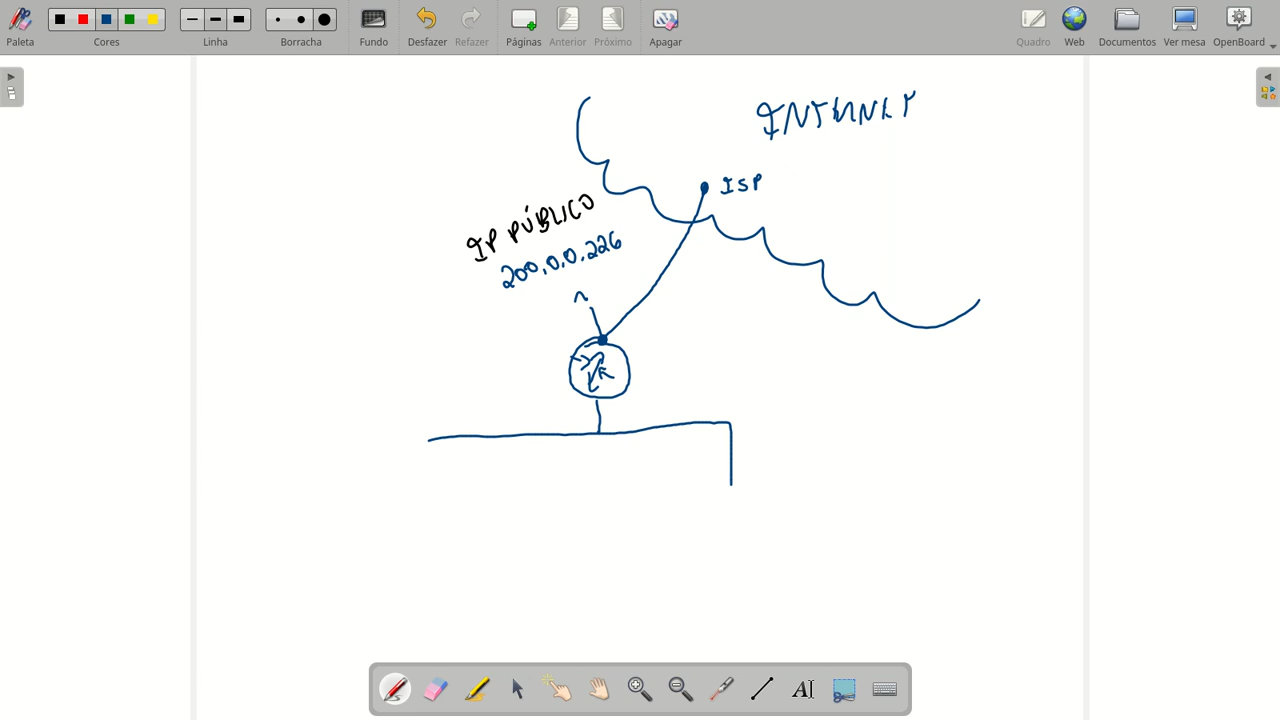 Paleta
Cores
Linha
Borracha
Fundo
Desfazer
Refazer
Páginas
Anterior
Próximo
Apagar
Quadro
Web
Documentos
Ver mesa
OpenBoard
INTERNET
ISP
IP PÚBLICO
200.0.0.226
AI